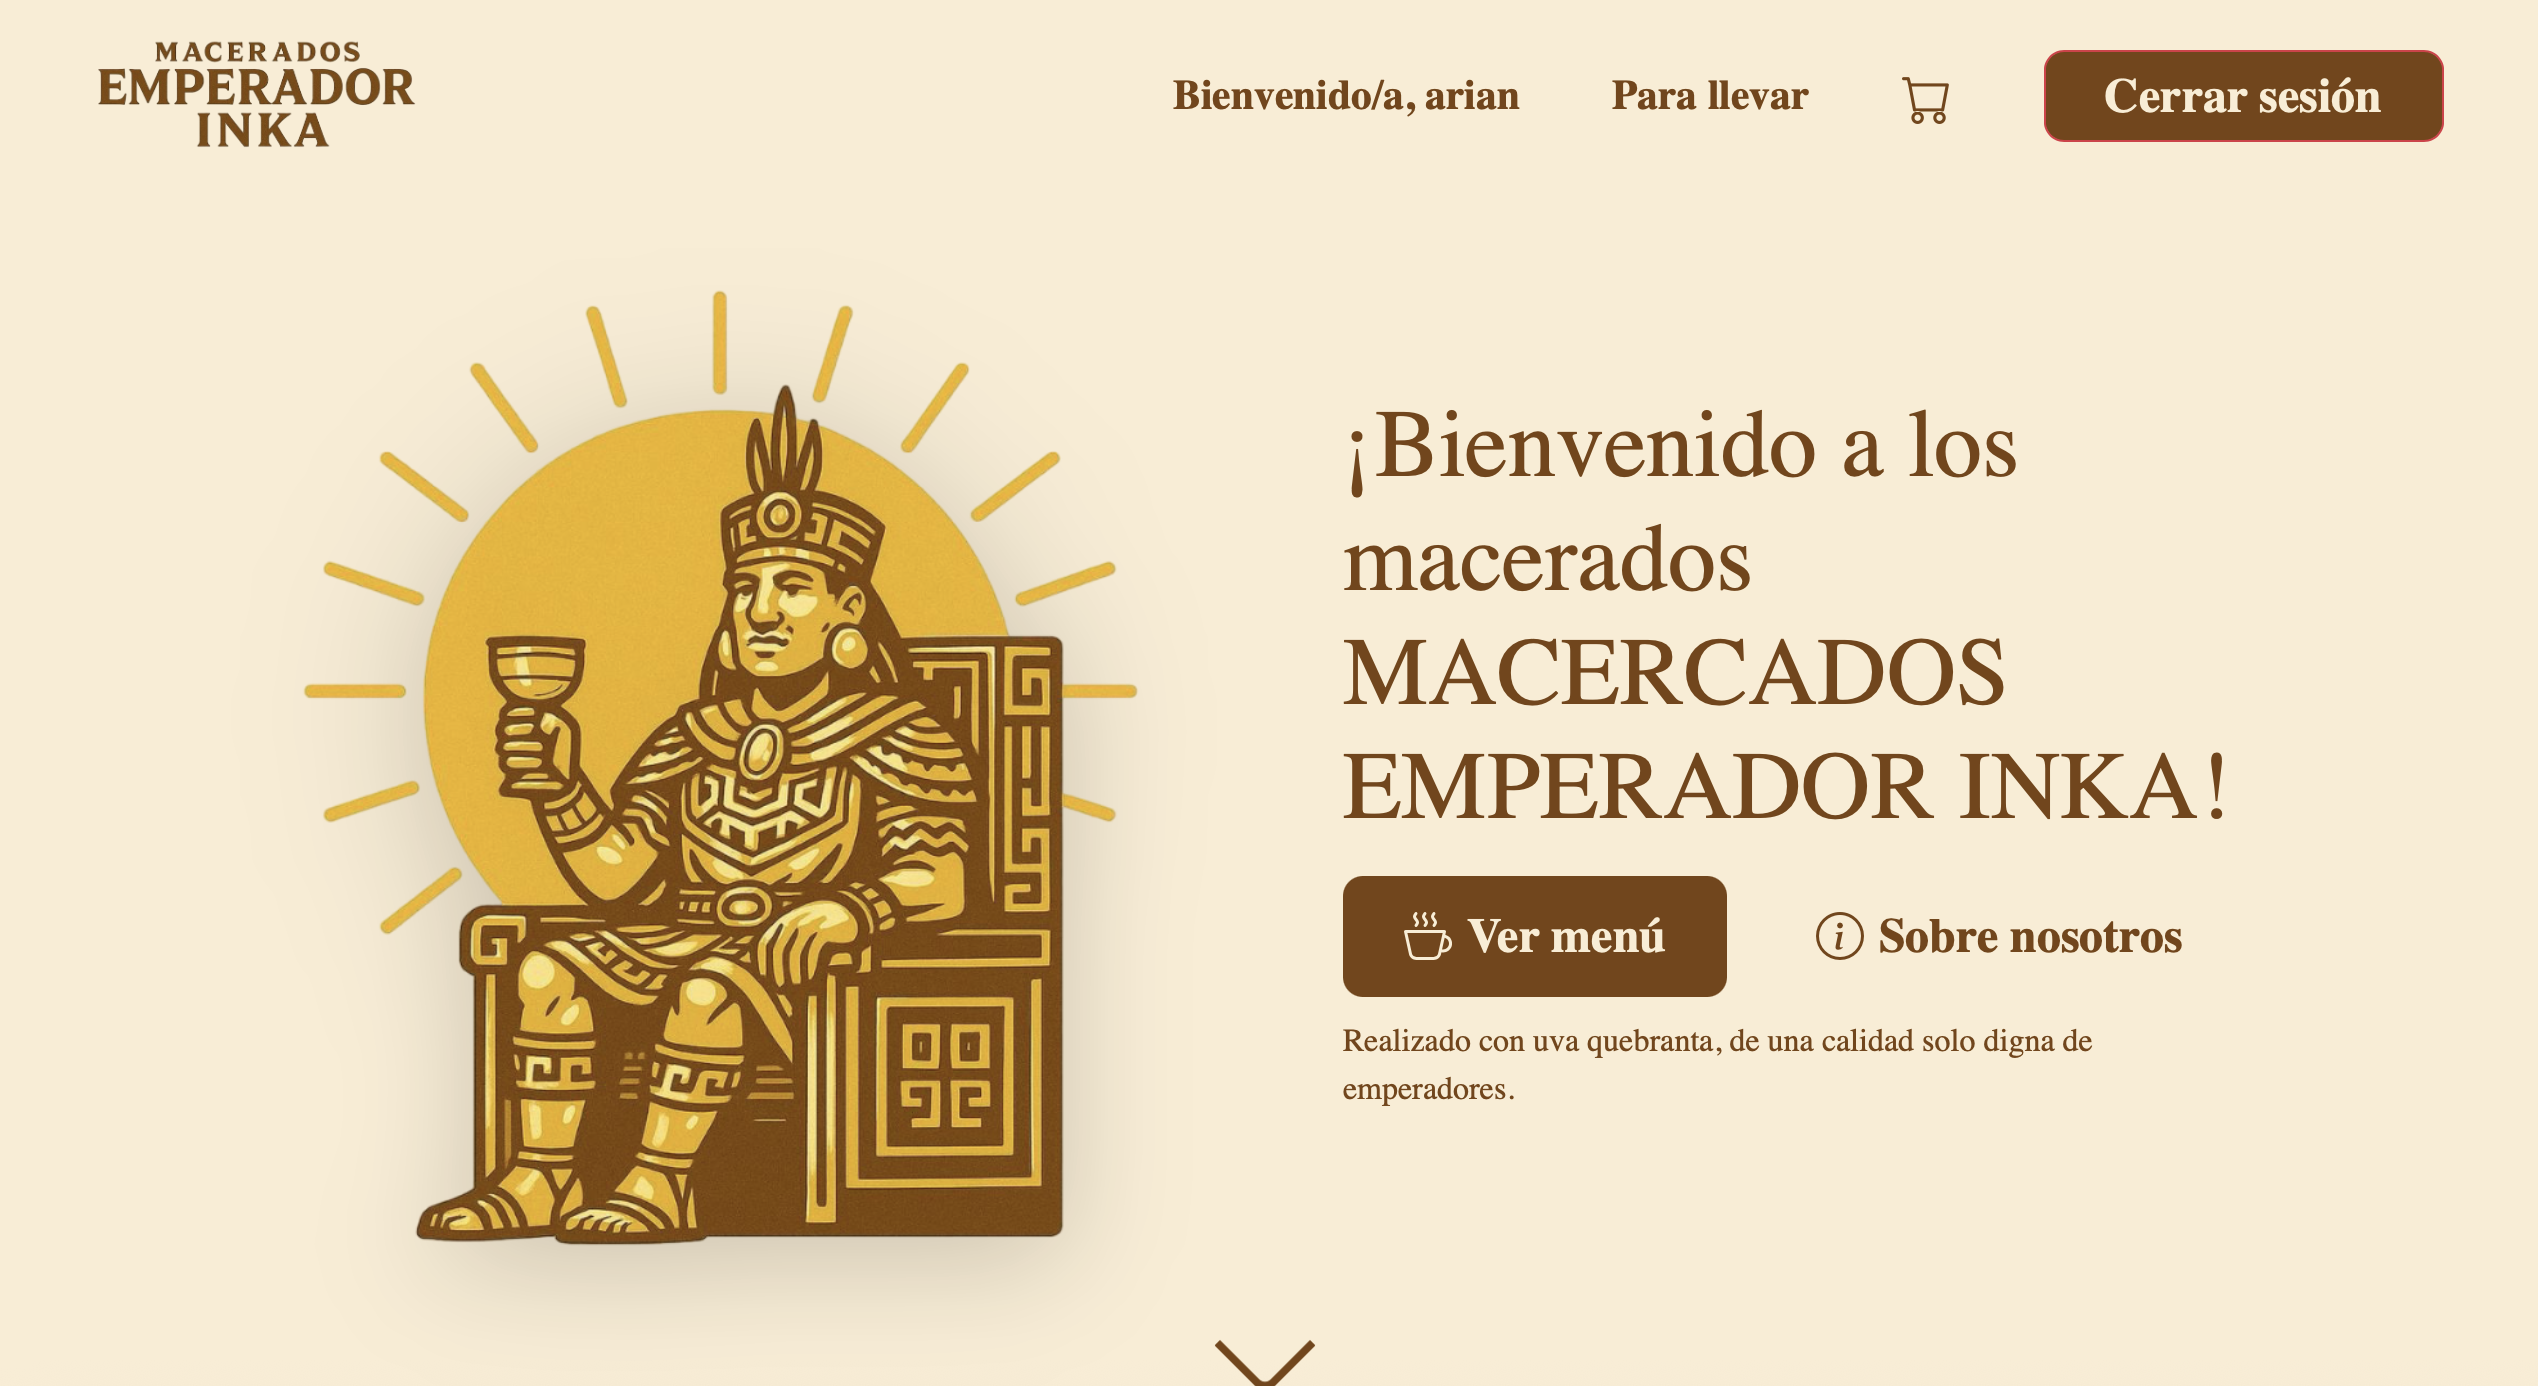 MACERADOS
EMPERADOR
INKA
Bienvenido/a, arian
Para llevar
Cerrar sesión
¡Bienvenido a los
macerados
MACERCADOS
EMPERADOR INKA!
Ver menú
i Sobre nosotros
Realizado con uva quebranta, de una calidad solo digna de
emperadores.